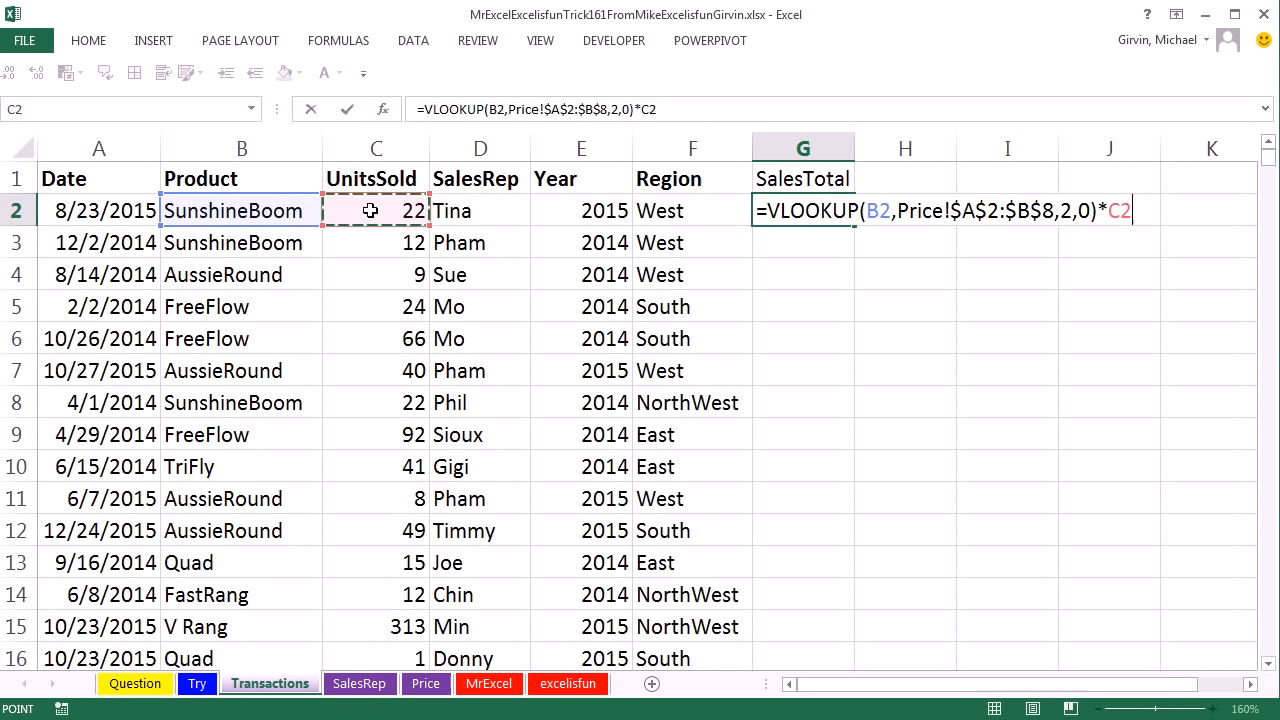 MrExcelExcelisfunTrick161FromMikeExcelisfunGirvin.xlsx - Excel
?
FILE HOME INSERT PAGE LAYOUT FORMULAS DATA REVIEW VIEW DEVELOPER POWERPIVOT Girvin, Michael
C2 fx =VLOOKUP(B2,Price!$A$2:$B$8,2,0)*C2
A B C D E F G H I J K
1 Date Product UnitsSold SalesRep Year Region SalesTotal
2 8/23/2015 SunshineBoom 22 Tina 2015 West =VLOOKUP(B2,Price!$A$2:$B$8,2,0)*C2
3 12/2/2014 SunshineBoom 12 Pham 2014 West
4 8/14/2014 AussieRound 9 Sue 2014 West
5 2/2/2014 FreeFlow 24 Mo 2014 South
6 10/26/2014 FreeFlow 66 Mo 2014 South
7 10/27/2015 AussieRound 40 Pham 2015 West
8 4/1/2014 SunshineBoom 22 Phil 2014 NorthWest
9 4/29/2014 FreeFlow 92 Sioux 2014 East
10 6/15/2014 TriFly 41 Gigi 2014 East
11 6/7/2015 AussieRound 8 Pham 2015 West
12 12/24/2015 AussieRound 49 Timmy 2015 South
13 9/16/2014 Quad 15 Joe 2014 East
14 6/8/2014 FastRang 12 Chin 2014 NorthWest
15 10/23/2015 V Rang 313 Min 2015 NorthWest
16 10/23/2015 Quad 1 Donny 2015 South
Question Try Transactions SalesRep Price MrExcel excelisfun
POINT 160%